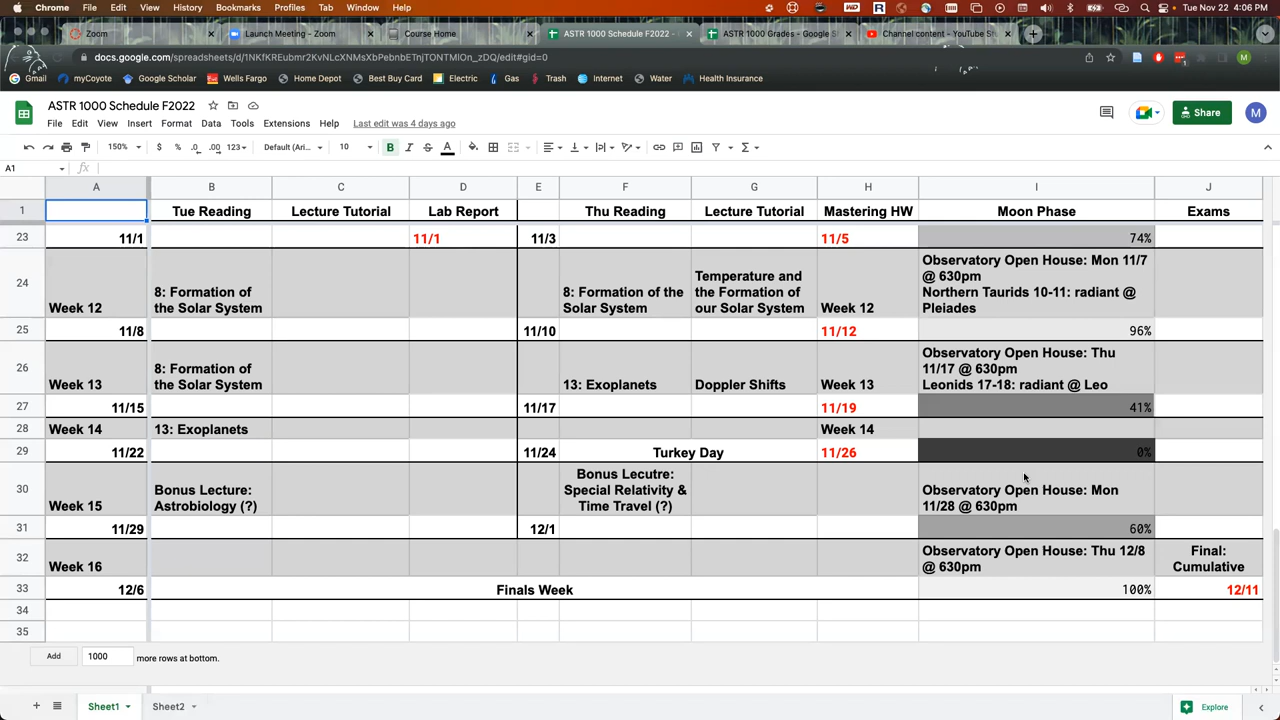 Chrome File Edit View History Bookmarks Profiles Tab Window Help Tue Nov 22 4:06 PM
Zoom Launch Meeting - Zoom Course Home ASTR 1000 Schedule F2022 - ASTR 1000 Grades - Google S Channel content - YouTube
docs.google.com/spreadsheets/d/1NKfKREubmr2KvNLcXNMsXbPebnbETnjTONTMIOn_zDQ/edit#gid=0
Gmail myCoyote Google Scholar Wells Fargo Home Depot Best Buy Card Electric Gas Trash Internet Water Health Insurance
ASTR 1000 Schedule F2022
Share
M
File Edit View Insert Format Data Tools Extensions Help Last edit was 4 days ago
150% $ % .0 .00 123 Default (Ari... 10 B I S A
A1 fx
A B C D E F G H I J
1 Tue Reading Lecture Tutorial Lab Report Thu Reading Lecture Tutorial Mastering HW Moon Phase Exams
23 11/1 11/1 11/3 11/5 74%
24 Week 12
8: Formation of
the Solar System
8: Formation of the
Solar System
Temperature and
the Formation of
our Solar System
Week 12
Observatory Open House: Mon 11/7
@ 630pm
Northern Taurids 10-11: radiant @
Pleiades
25 11/8 11/10 11/12 96%
26 Week 13
8: Formation of
the Solar System
13: Exoplanets
Doppler Shifts
Week 13
Observatory Open House: Thu
11/17 @ 630pm
Leonids 17-18: radiant @ Leo
27 11/15 11/17 11/19 41%
28 Week 14 13: Exoplanets Week 14
29 11/22 11/24 Turkey Day 11/26 0%
30 Week 15
Bonus Lecture:
Astrobiology (?)
Bonus Lecutre:
Special Relativity &
Time Travel (?)
Observatory Open House: Mon
11/28 @ 630pm
31 11/29 12/1 60%
32 Week 16
Observatory Open House: Thu 12/8
@ 630pm
Final:
Cumulative
33 12/6 Finals Week 100% 12/11
34
35
Add 1000 more rows at bottom.
Sheet1 Sheet2 Explore